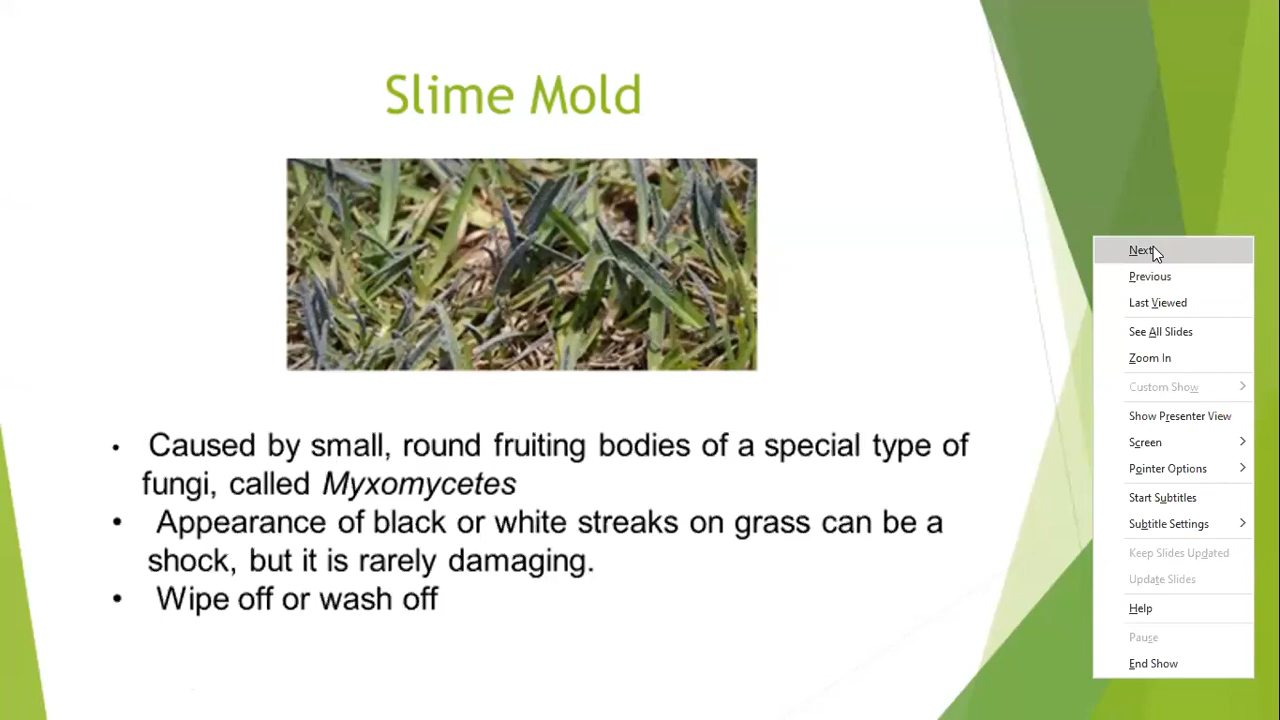 Slime Mold
• Caused by small, round fruiting bodies of a special type of
fungi, called Myxomycetes
• Appearance of black or white streaks on grass can be a
shock, but it is rarely damaging.
• Wipe off or wash off
Next
Previous
Last Viewed
See All Slides
Zoom In
Custom Show
Show Presenter View
Screen
Pointer Options
Start Subtitles
Subtitle Settings
Keep Slides Updated
Update Slides
Help
Pause
End Show